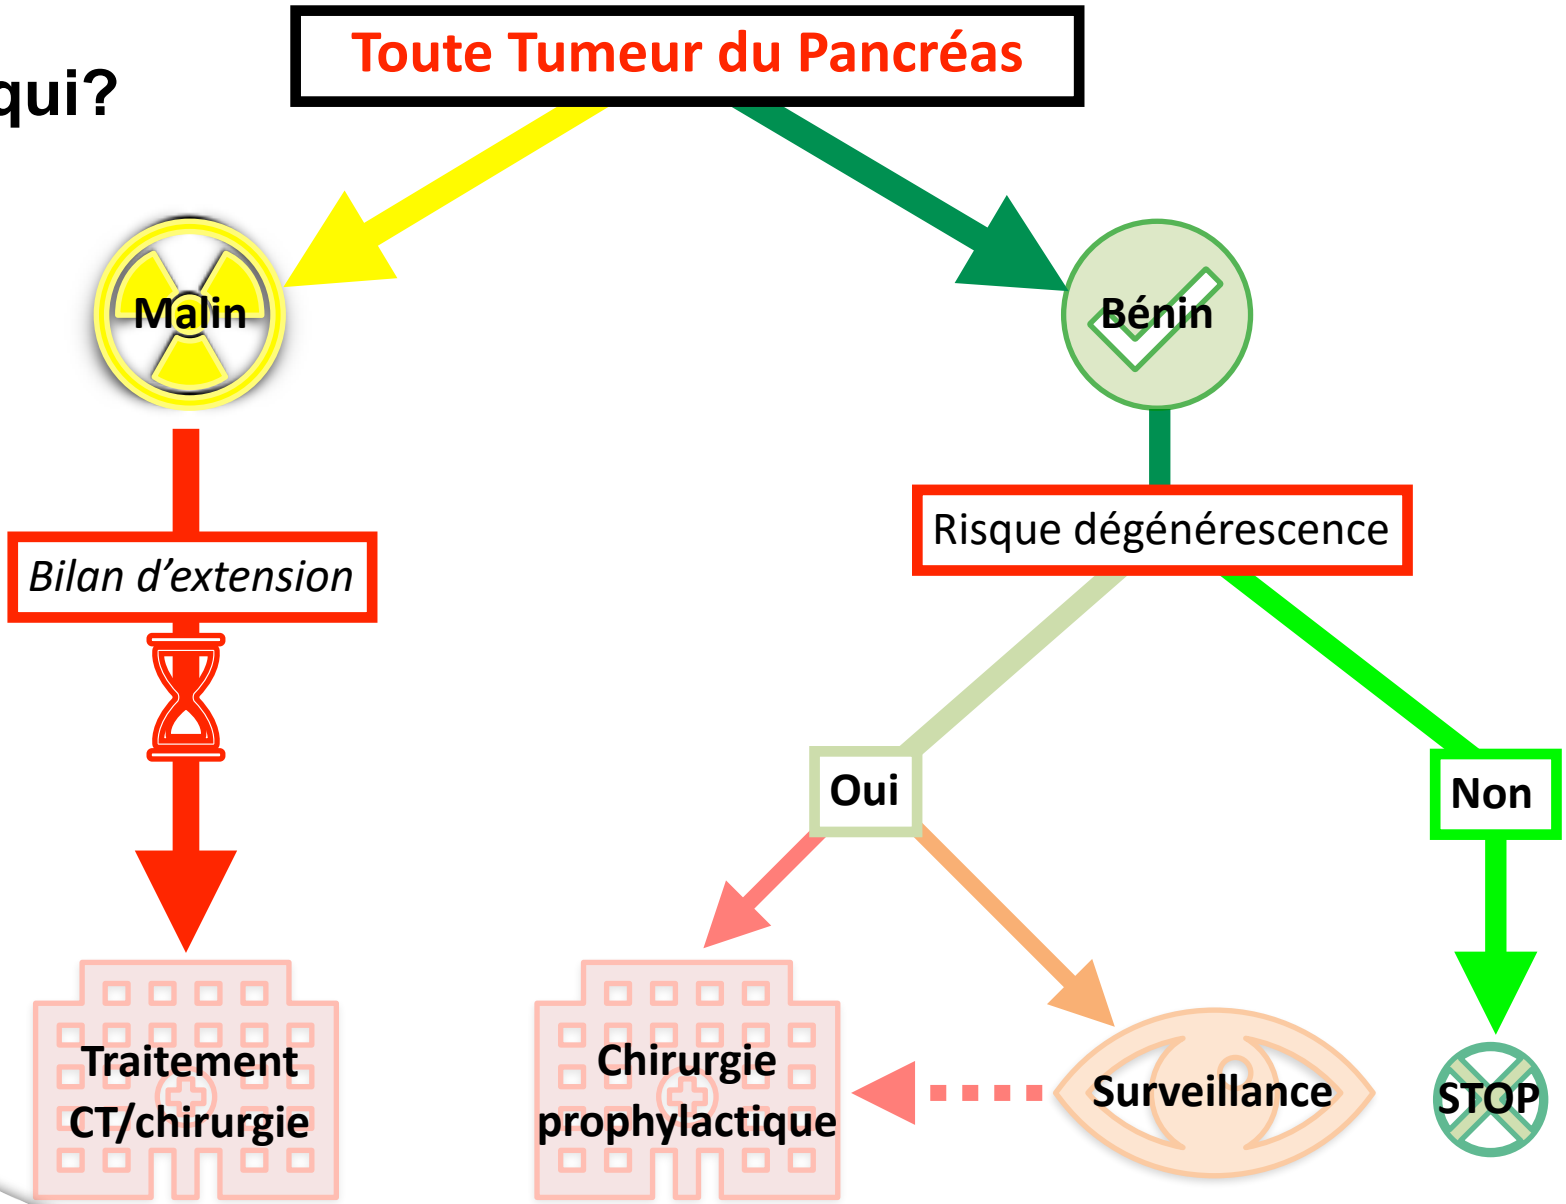 Toute Tumeur du Pancréas
qui?
Malin
Bénin
Risque dégénérescence
Bilan d’extension
Oui
Non
Traitement
CT/chirurgie
Chirurgie
prophylactique
Surveillance
STOP